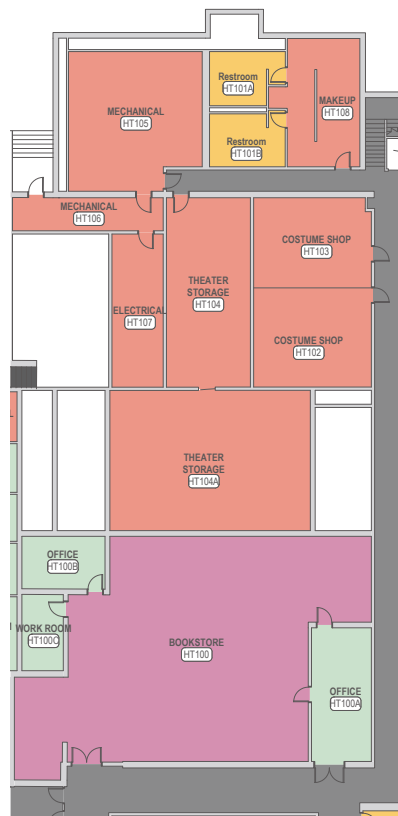 Restroom
HT101A
MAKEUP
HT108
MECHANICAL
HT105
Restroom
HT101B
MECHANICAL
HT106
COSTUME SHOP
HT103
THEATER
STORAGE
HT104
ELECTRICAL
HT107
COSTUME SHOP
HT102
THEATER
STORAGE
HT104A
OFFICE
HT100B
WORK ROOM
HT100C
BOOKSTORE
HT100
OFFICE
HT100A